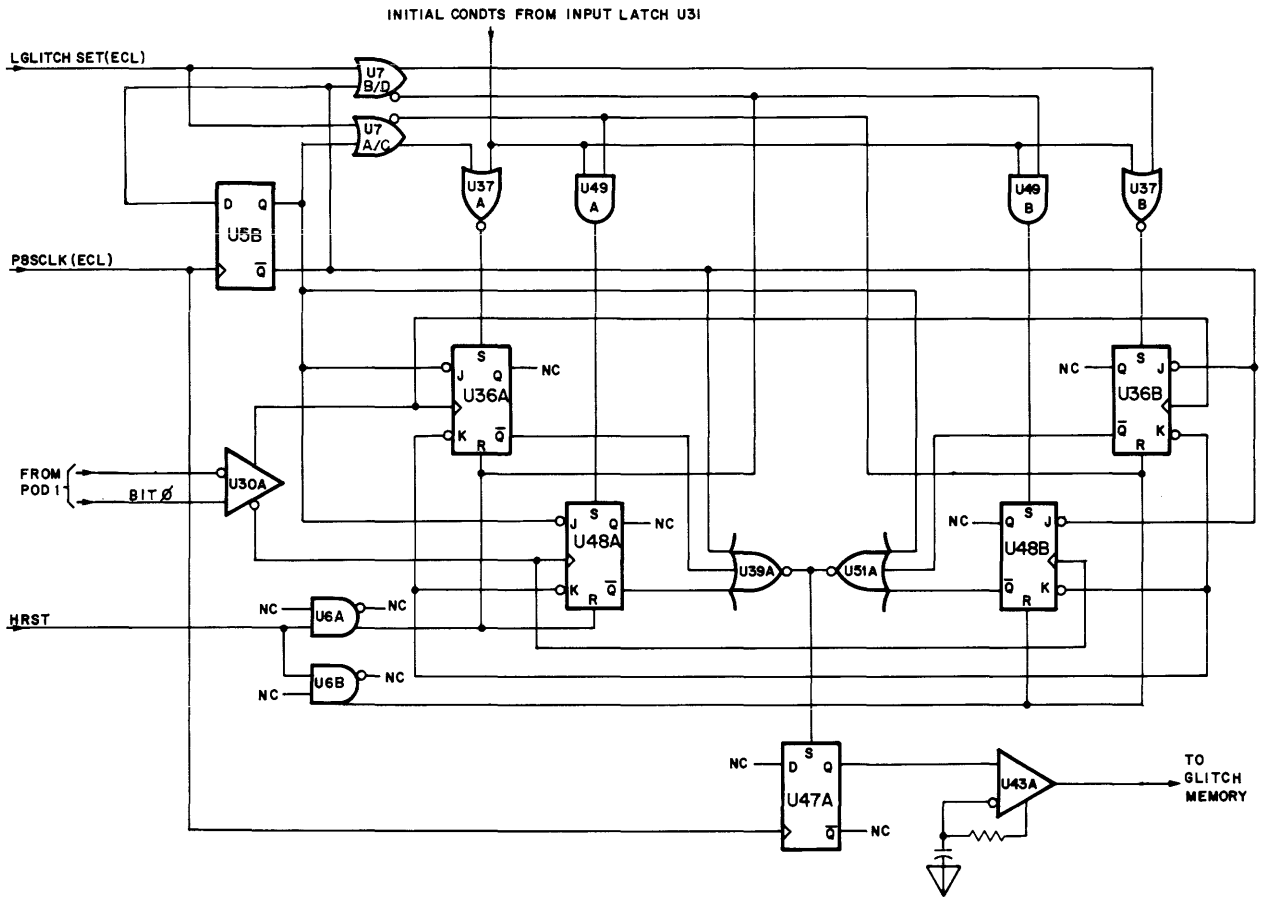 INITIAL CONDTS FROM INPUT LATCH U31
LGLITCH SET(ECL)
U7
B/D
U7
A/C
U37
A
U49
A
U49
B
U37
B
D Q
U5B
Q̅
P8SCLK(ECL)
S
J Q
NC
U36A
K Q̅
R
S
NC
Q J
U36B
Q̅ K
R
FROM
POD 1
BIT Ø
U30A
S
J Q
NC
U48A
K Q̅
R
U39A
U51A
S
NC
Q J
U48B
Q̅ K
R
HRST
NC
U6A
NC
U6B
NC
NC
S
NC
D Q
U47A
Q̅
NC
U43A
TO
GLITCH
MEMORY